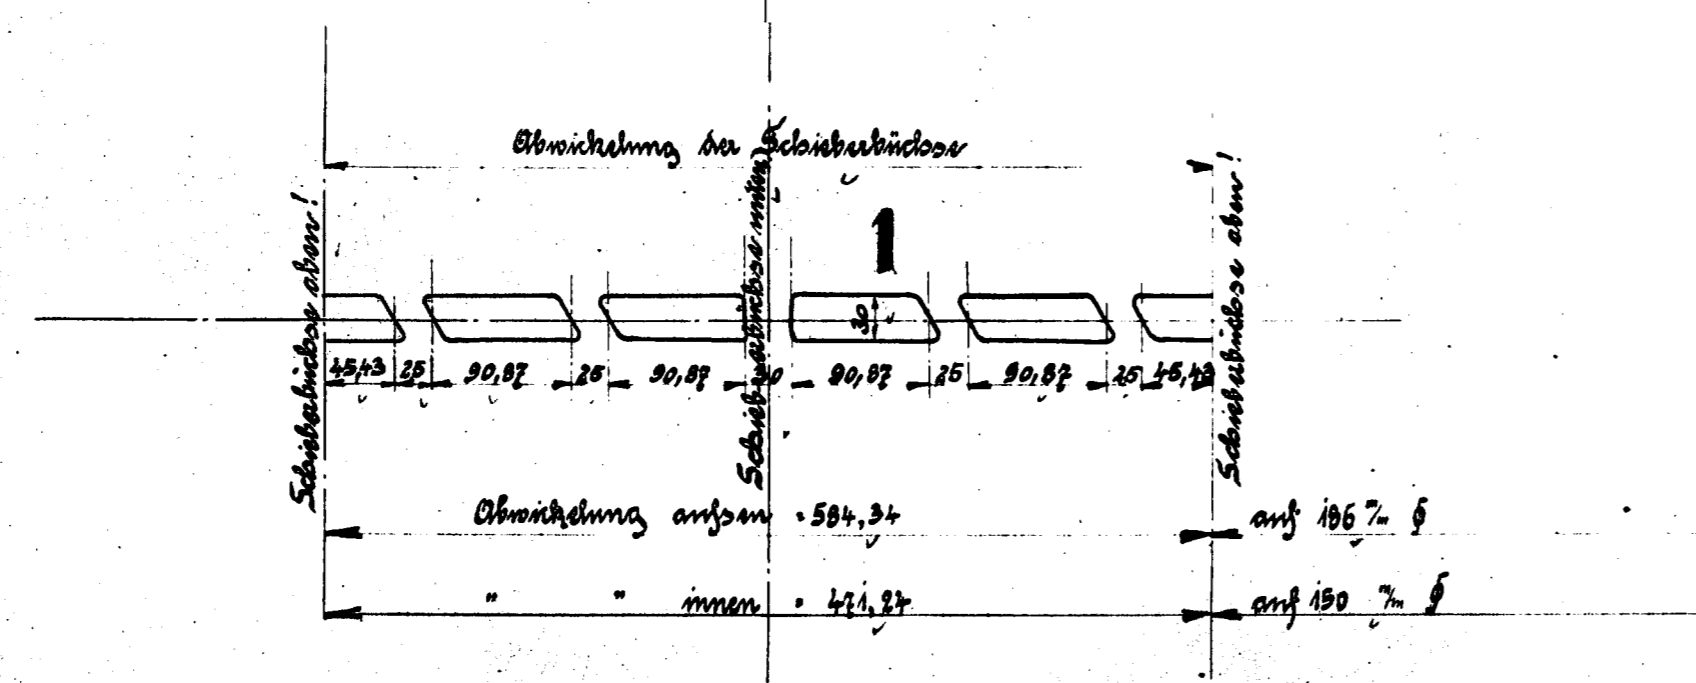 Abwickelung der Schieberbüchse
Schieberbüchse oben!
Schieberbüchse unten!
Schieberbüchse oben!
1
30
45,43 25 90,87 25 90,87 30 90,87 25 90,87 25 45,43
Abwickelung aussen = 584,34 auf 186 m/m ϕ
" " innen = 471,24 auf 150 m/m ϕ